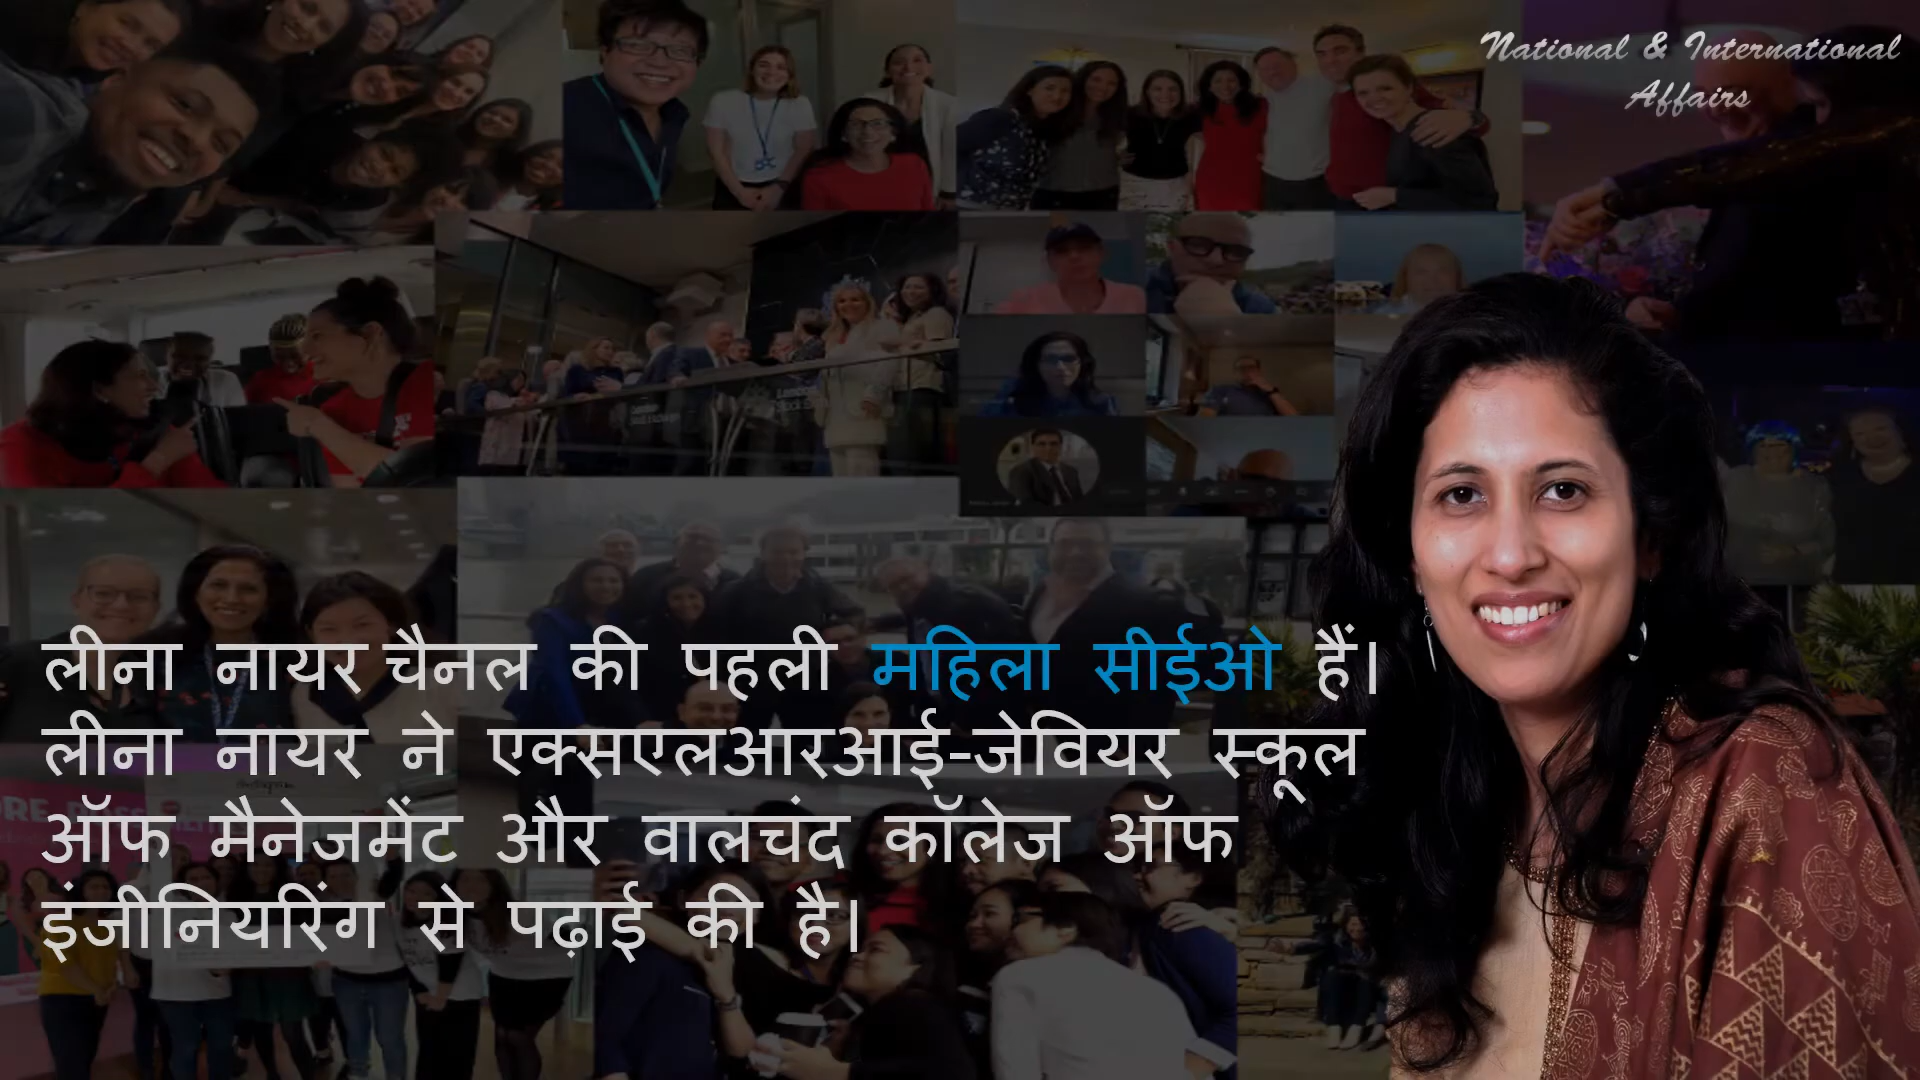 National & International
Affairs
लीना नायर चैनल की पहली महिला सीईओ हैं।
लीना नायर ने एक्सएलआरआई-जेवियर स्कूल
ऑफ मैनेजमेंट और वालचंद कॉलेज ऑफ
इंजीनियरिंग से पढ़ाई की है।